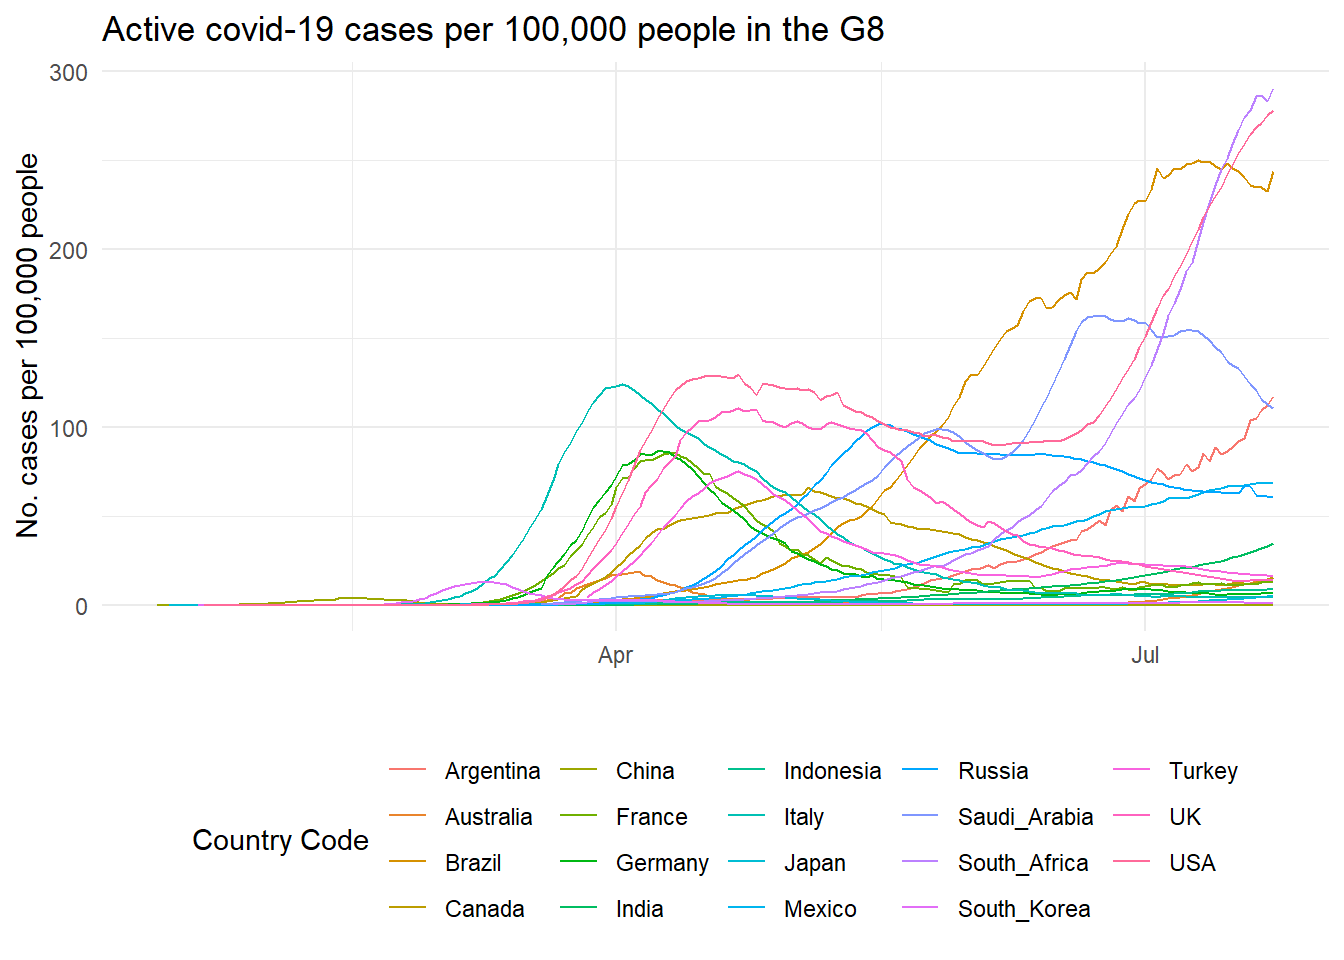 Active covid-19 cases per 100,000 people in the G8
No. cases per 100,000 people
300
200
100
0
Apr
Jul
Country Code
Argentina
Australia
Brazil
Canada
China
France
Germany
India
Indonesia
Italy
Japan
Mexico
Russia
Saudi_Arabia
South_Africa
South_Korea
Turkey
UK
USA